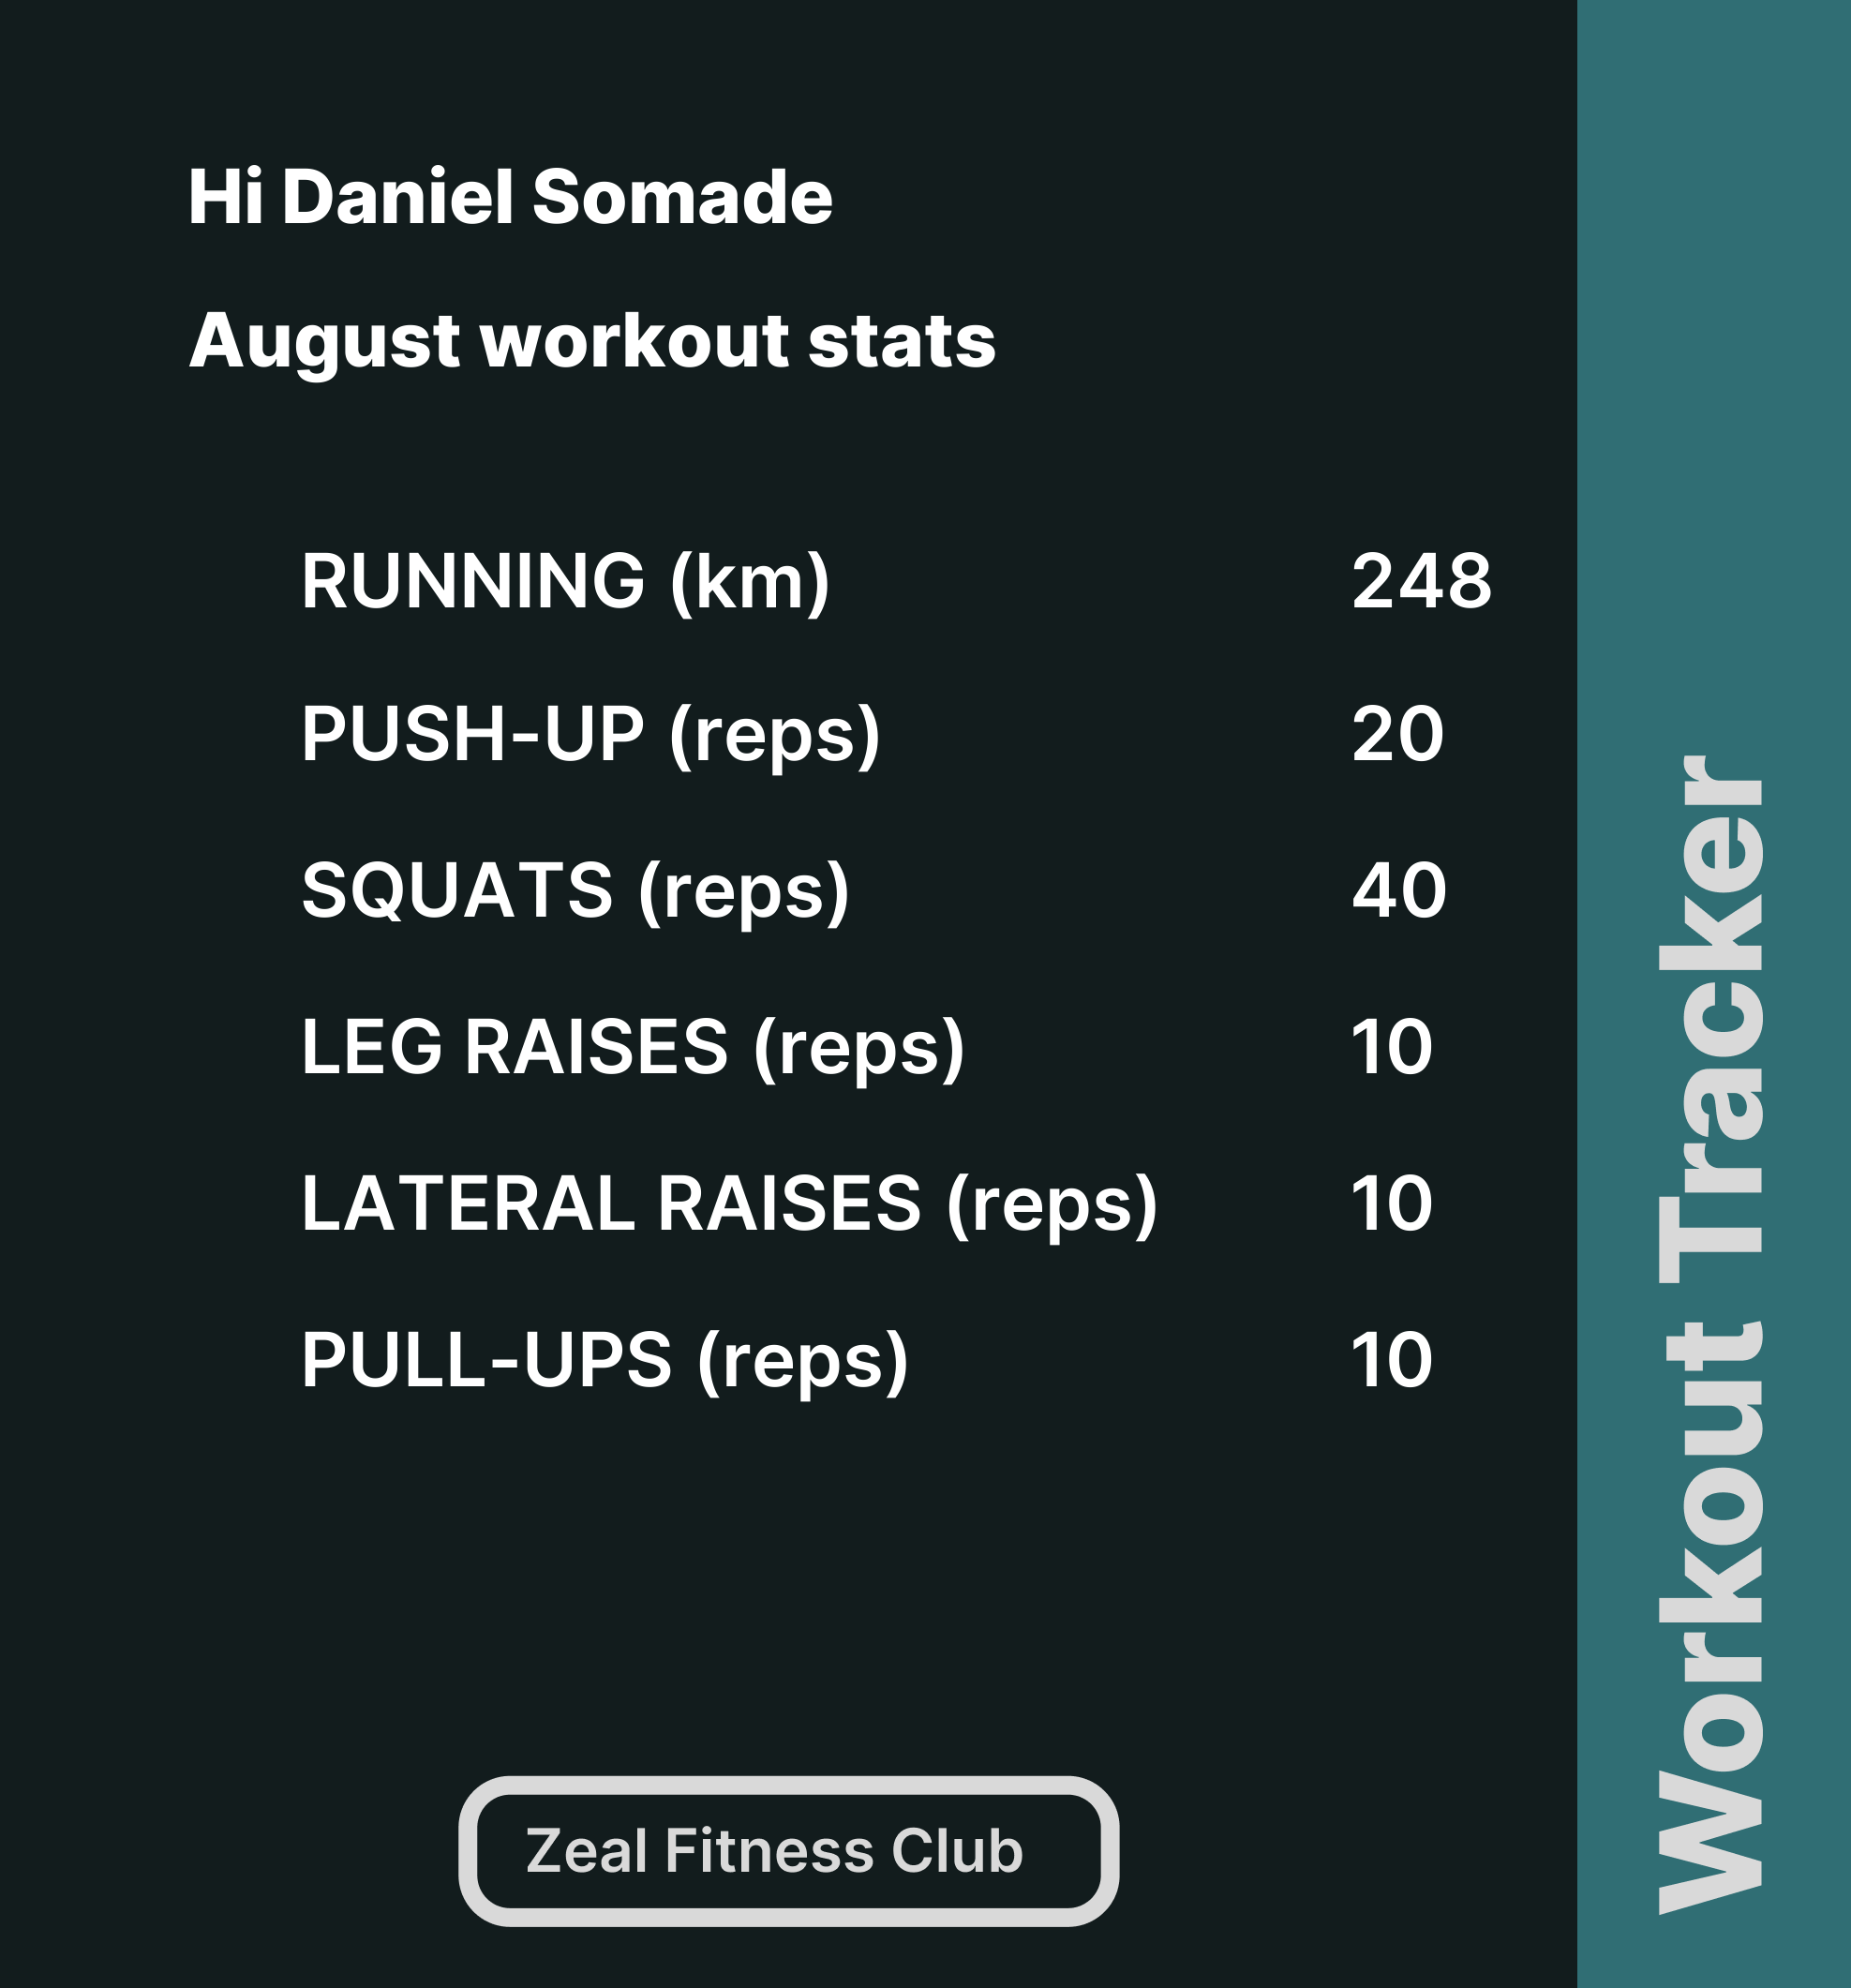 Hi Daniel Somade
August workout stats
RUNNING (km) 248
PUSH-UP (reps) 20
SQUATS (reps) 40
LEG RAISES (reps) 10
LATERAL RAISES (reps) 10
PULL-UPS (reps) 10
Zeal Fitness Club
Workout Tracker